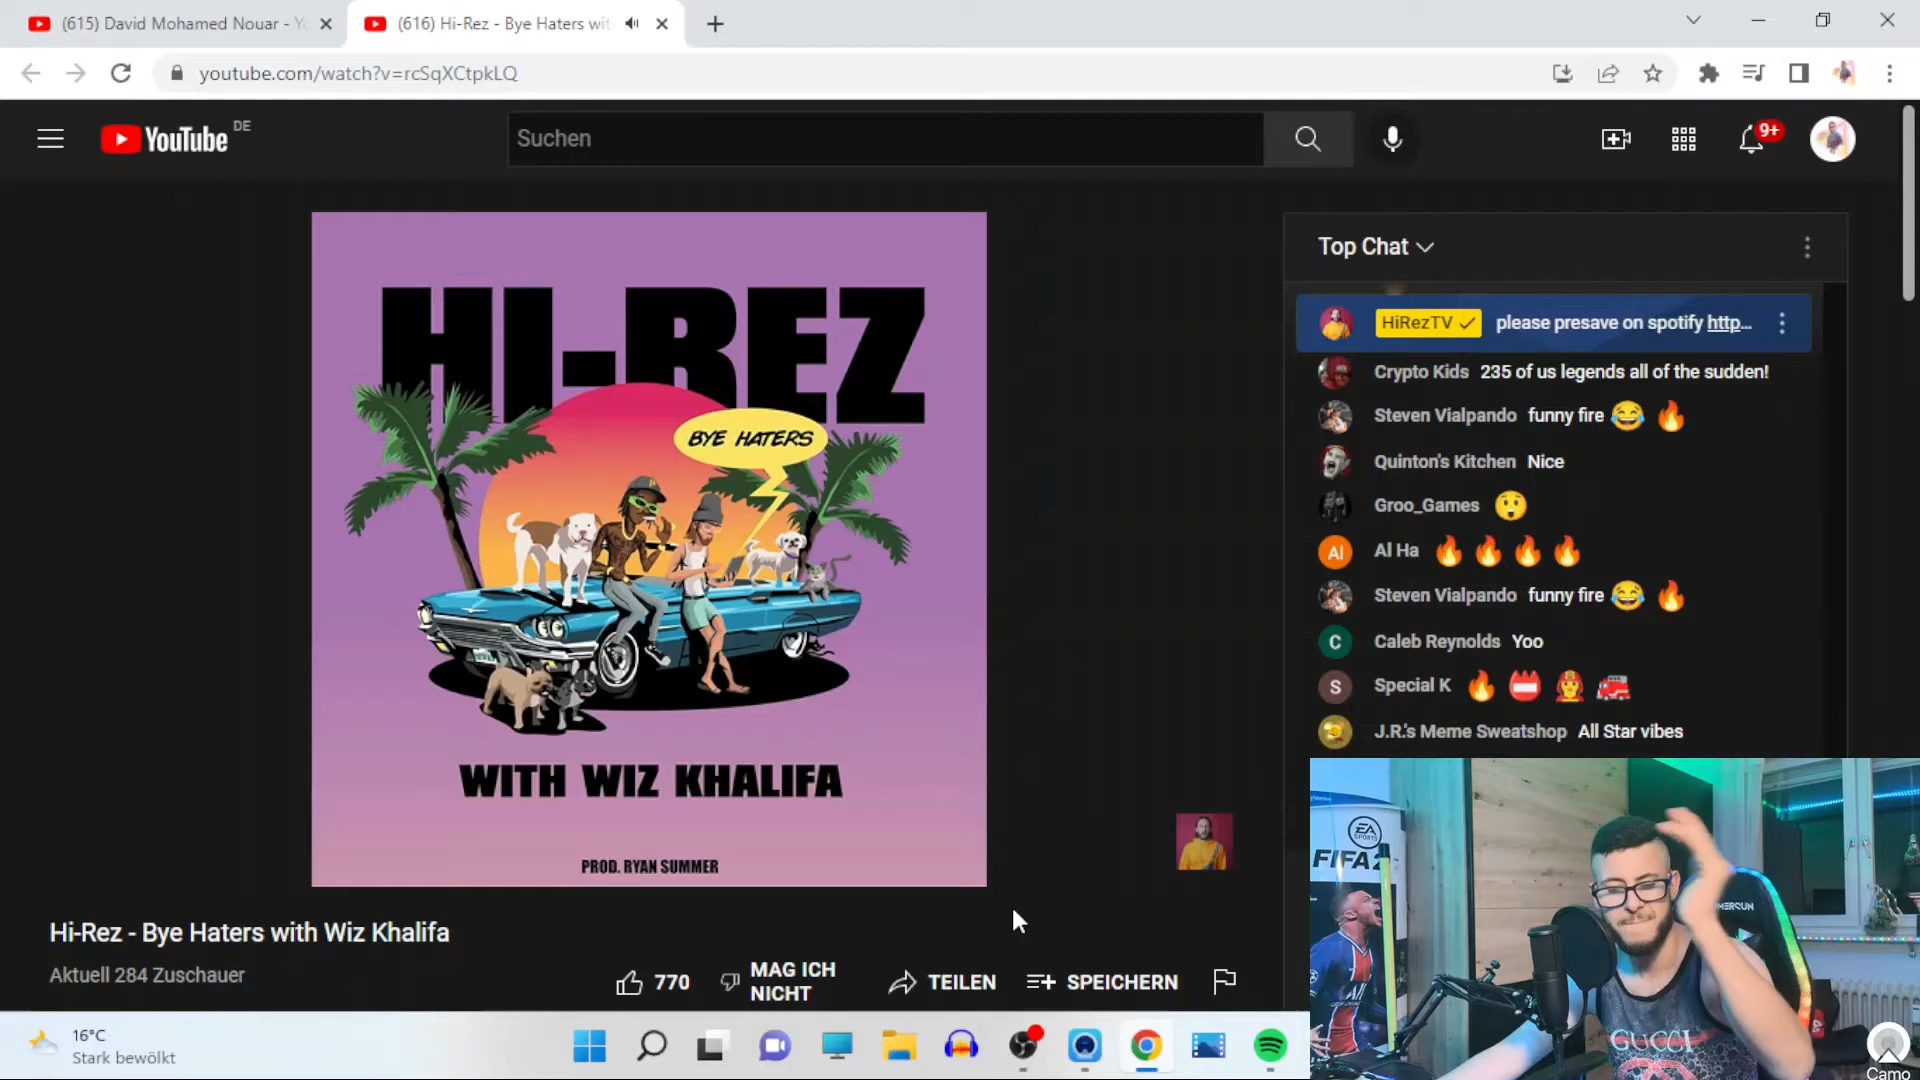 (615) David Mohamed Nouar - Y
(616) Hi-Rez - Bye Haters wit
youtube.com/watch?v=rcSqXCtpkLQ
YouTube DE
Suchen
9+
HI-REZ
BYE HATERS
WITH WIZ KHALIFA
PROD. RYAN SUMMER
Top Chat
HiRezTV please presave on spotify http...
Crypto Kids 235 of us legends all of the sudden!
Steven Vialpando funny fire 😂 🔥
Quinton's Kitchen Nice
Groo_Games 😲
Al Al Ha 🔥 🔥 🔥 🔥
Steven Vialpando funny fire 😂 🔥
C Caleb Reynolds Yoo
S Special K 🔥 📛 👩‍🚒 🚒
J.R.'s Meme Sweatshop All Star vibes
Hi-Rez - Bye Haters with Wiz Khalifa
Aktuell 284 Zuschauer
770
MAG ICH
NICHT
TEILEN
SPEICHERN
EA
SPORTS
FIFA
GUCCI
Camo
16°C
Stark bewölkt